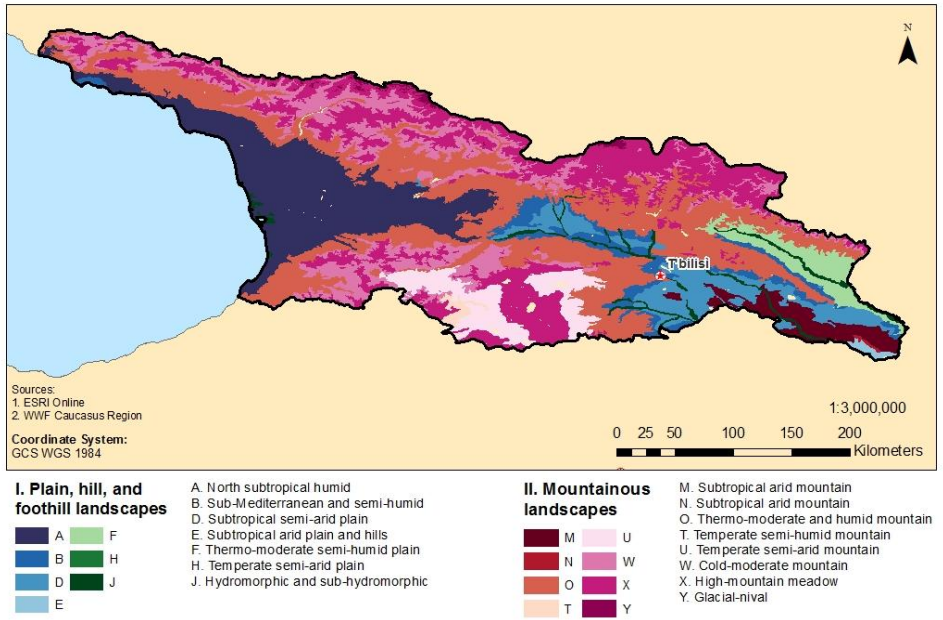 N
T'bilisi
Sources:
1. ESRI Online
2. WWF Caucasus Region
Coordinate System:
GCS WGS 1984
1:3,000,000
0 25 50 100 150 200
Kilometers
I. Plain, hill, and
foothill landscapes
A F
B H
D J
E
A. North subtropical humid
B. Sub-Mediterranean and semi-humid
D. Subtropical semi-arid plain
E. Subtropical arid plain and hills
F. Thermo-moderate semi-humid plain
H. Temperate semi-arid plain
J. Hydromorphic and sub-hydromorphic
II. Mountainous
landscapes
M U
N W
O X
T Y
M. Subtropical arid mountain
N. Subtropical arid mountain
O. Thermo-moderate and humid mountain
T. Temperate semi-humid mountain
U. Temperate semi-arid mountain
W. Cold-moderate mountain
X. High-mountain meadow
Y. Glacial-nival